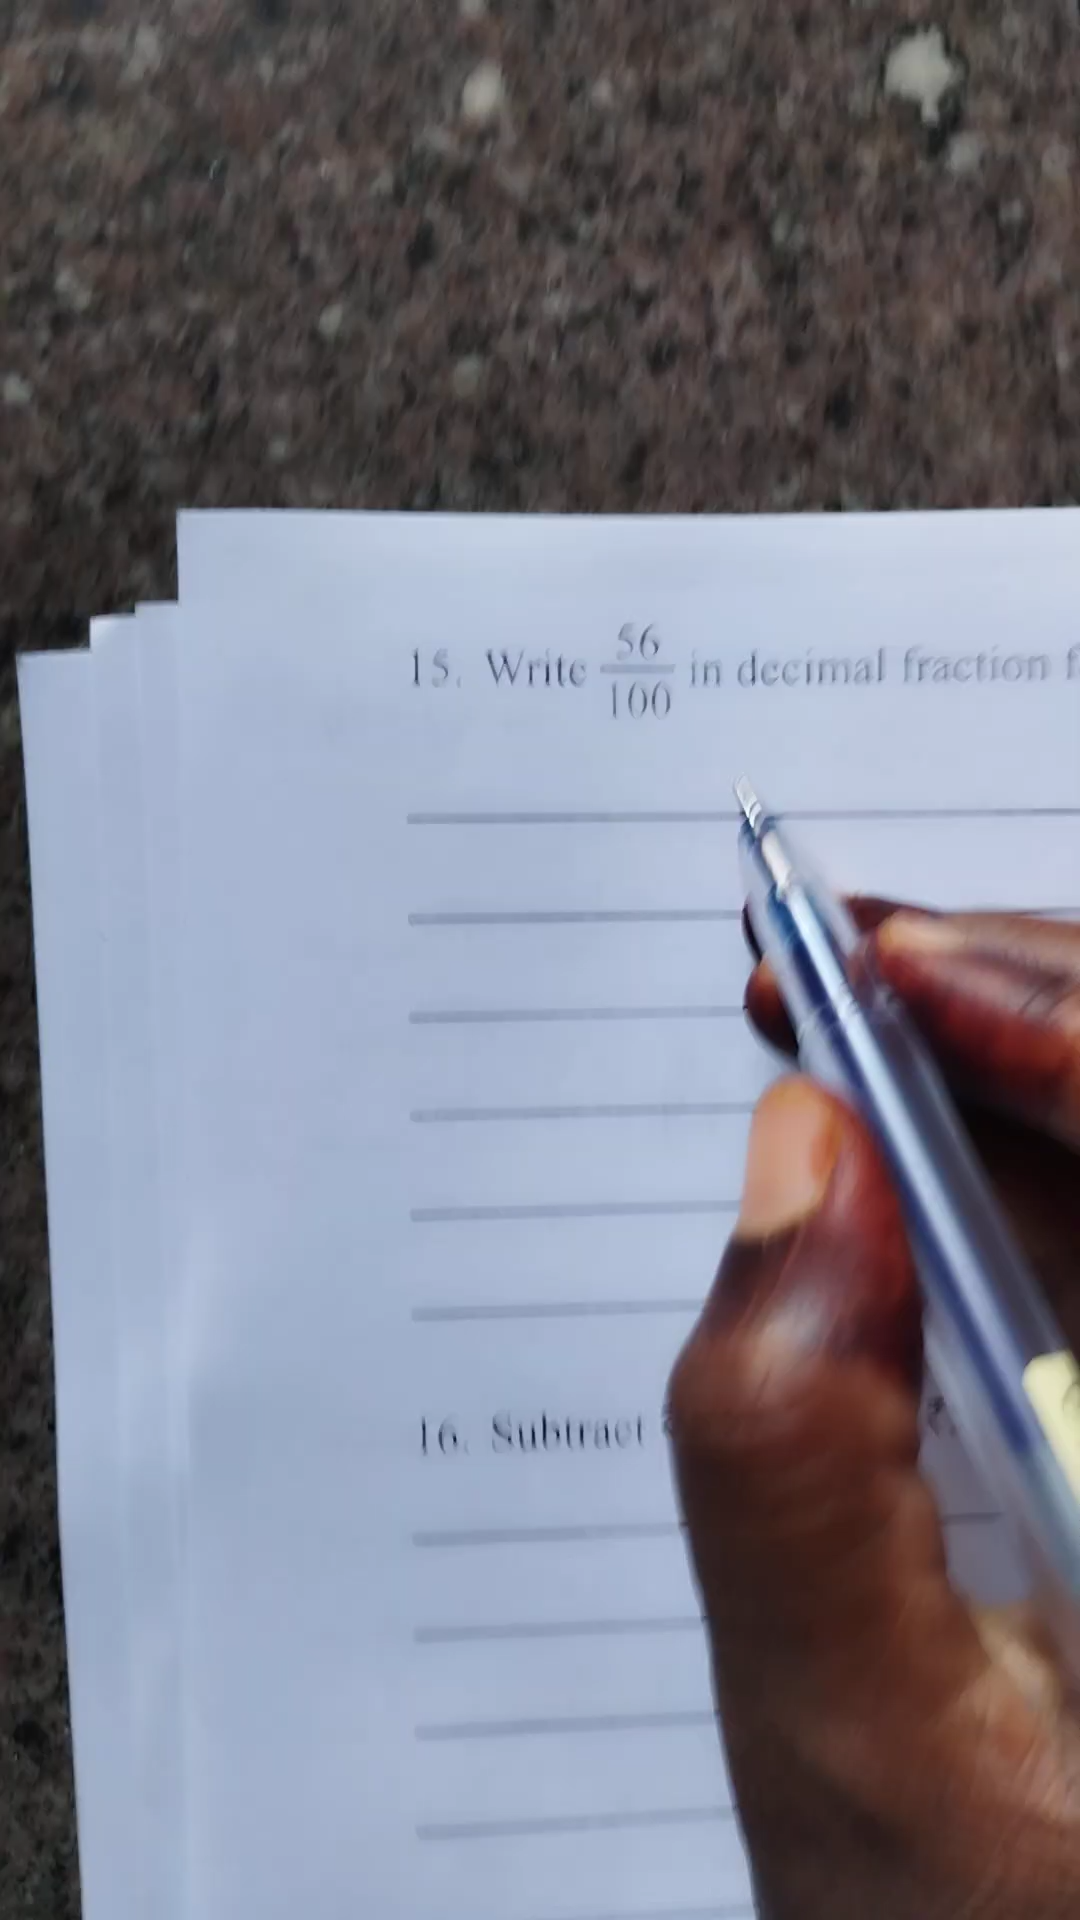 15. Write 56/100 in decimal fraction
16. Subtract